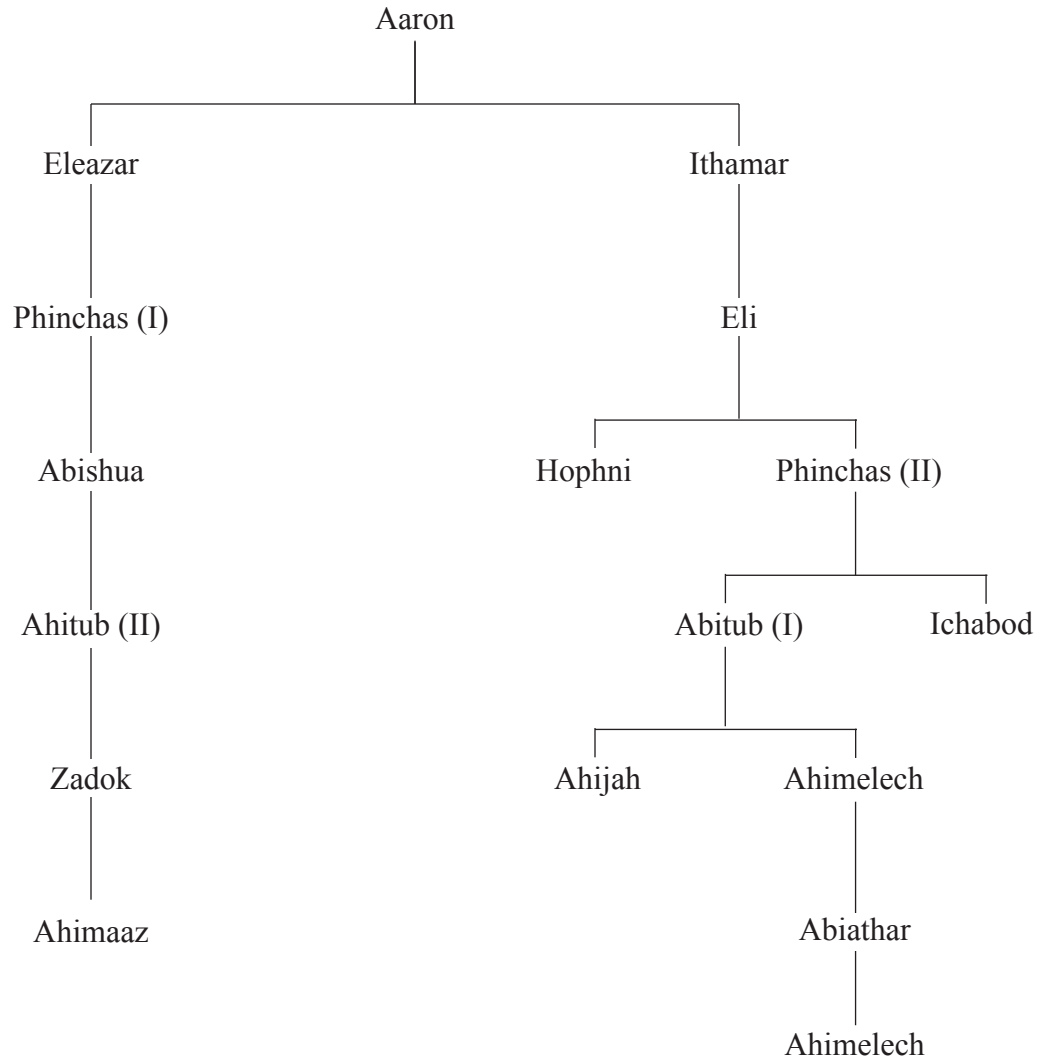 Aaron
Eleazar Ithamar
Phinchas (I) Eli
Abishua Hophni Phinchas (II)
Ahitub (II) Abitub (I) Ichabod
Zadok Ahijah Ahimelech
Ahimaaz Abiathar
Ahimelech